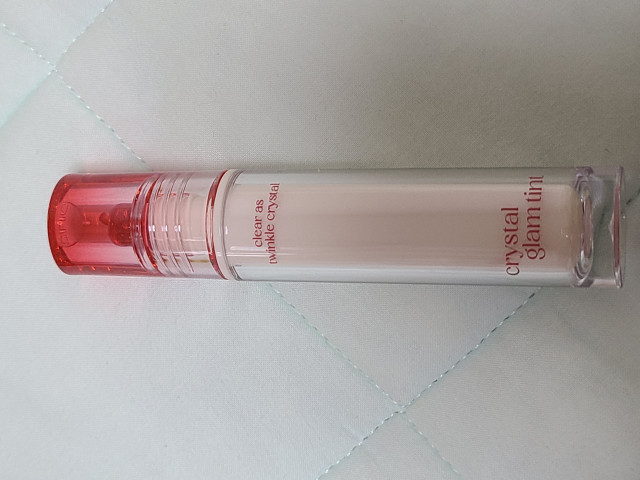 clear as
twinkle crystal
crystal
glam tint